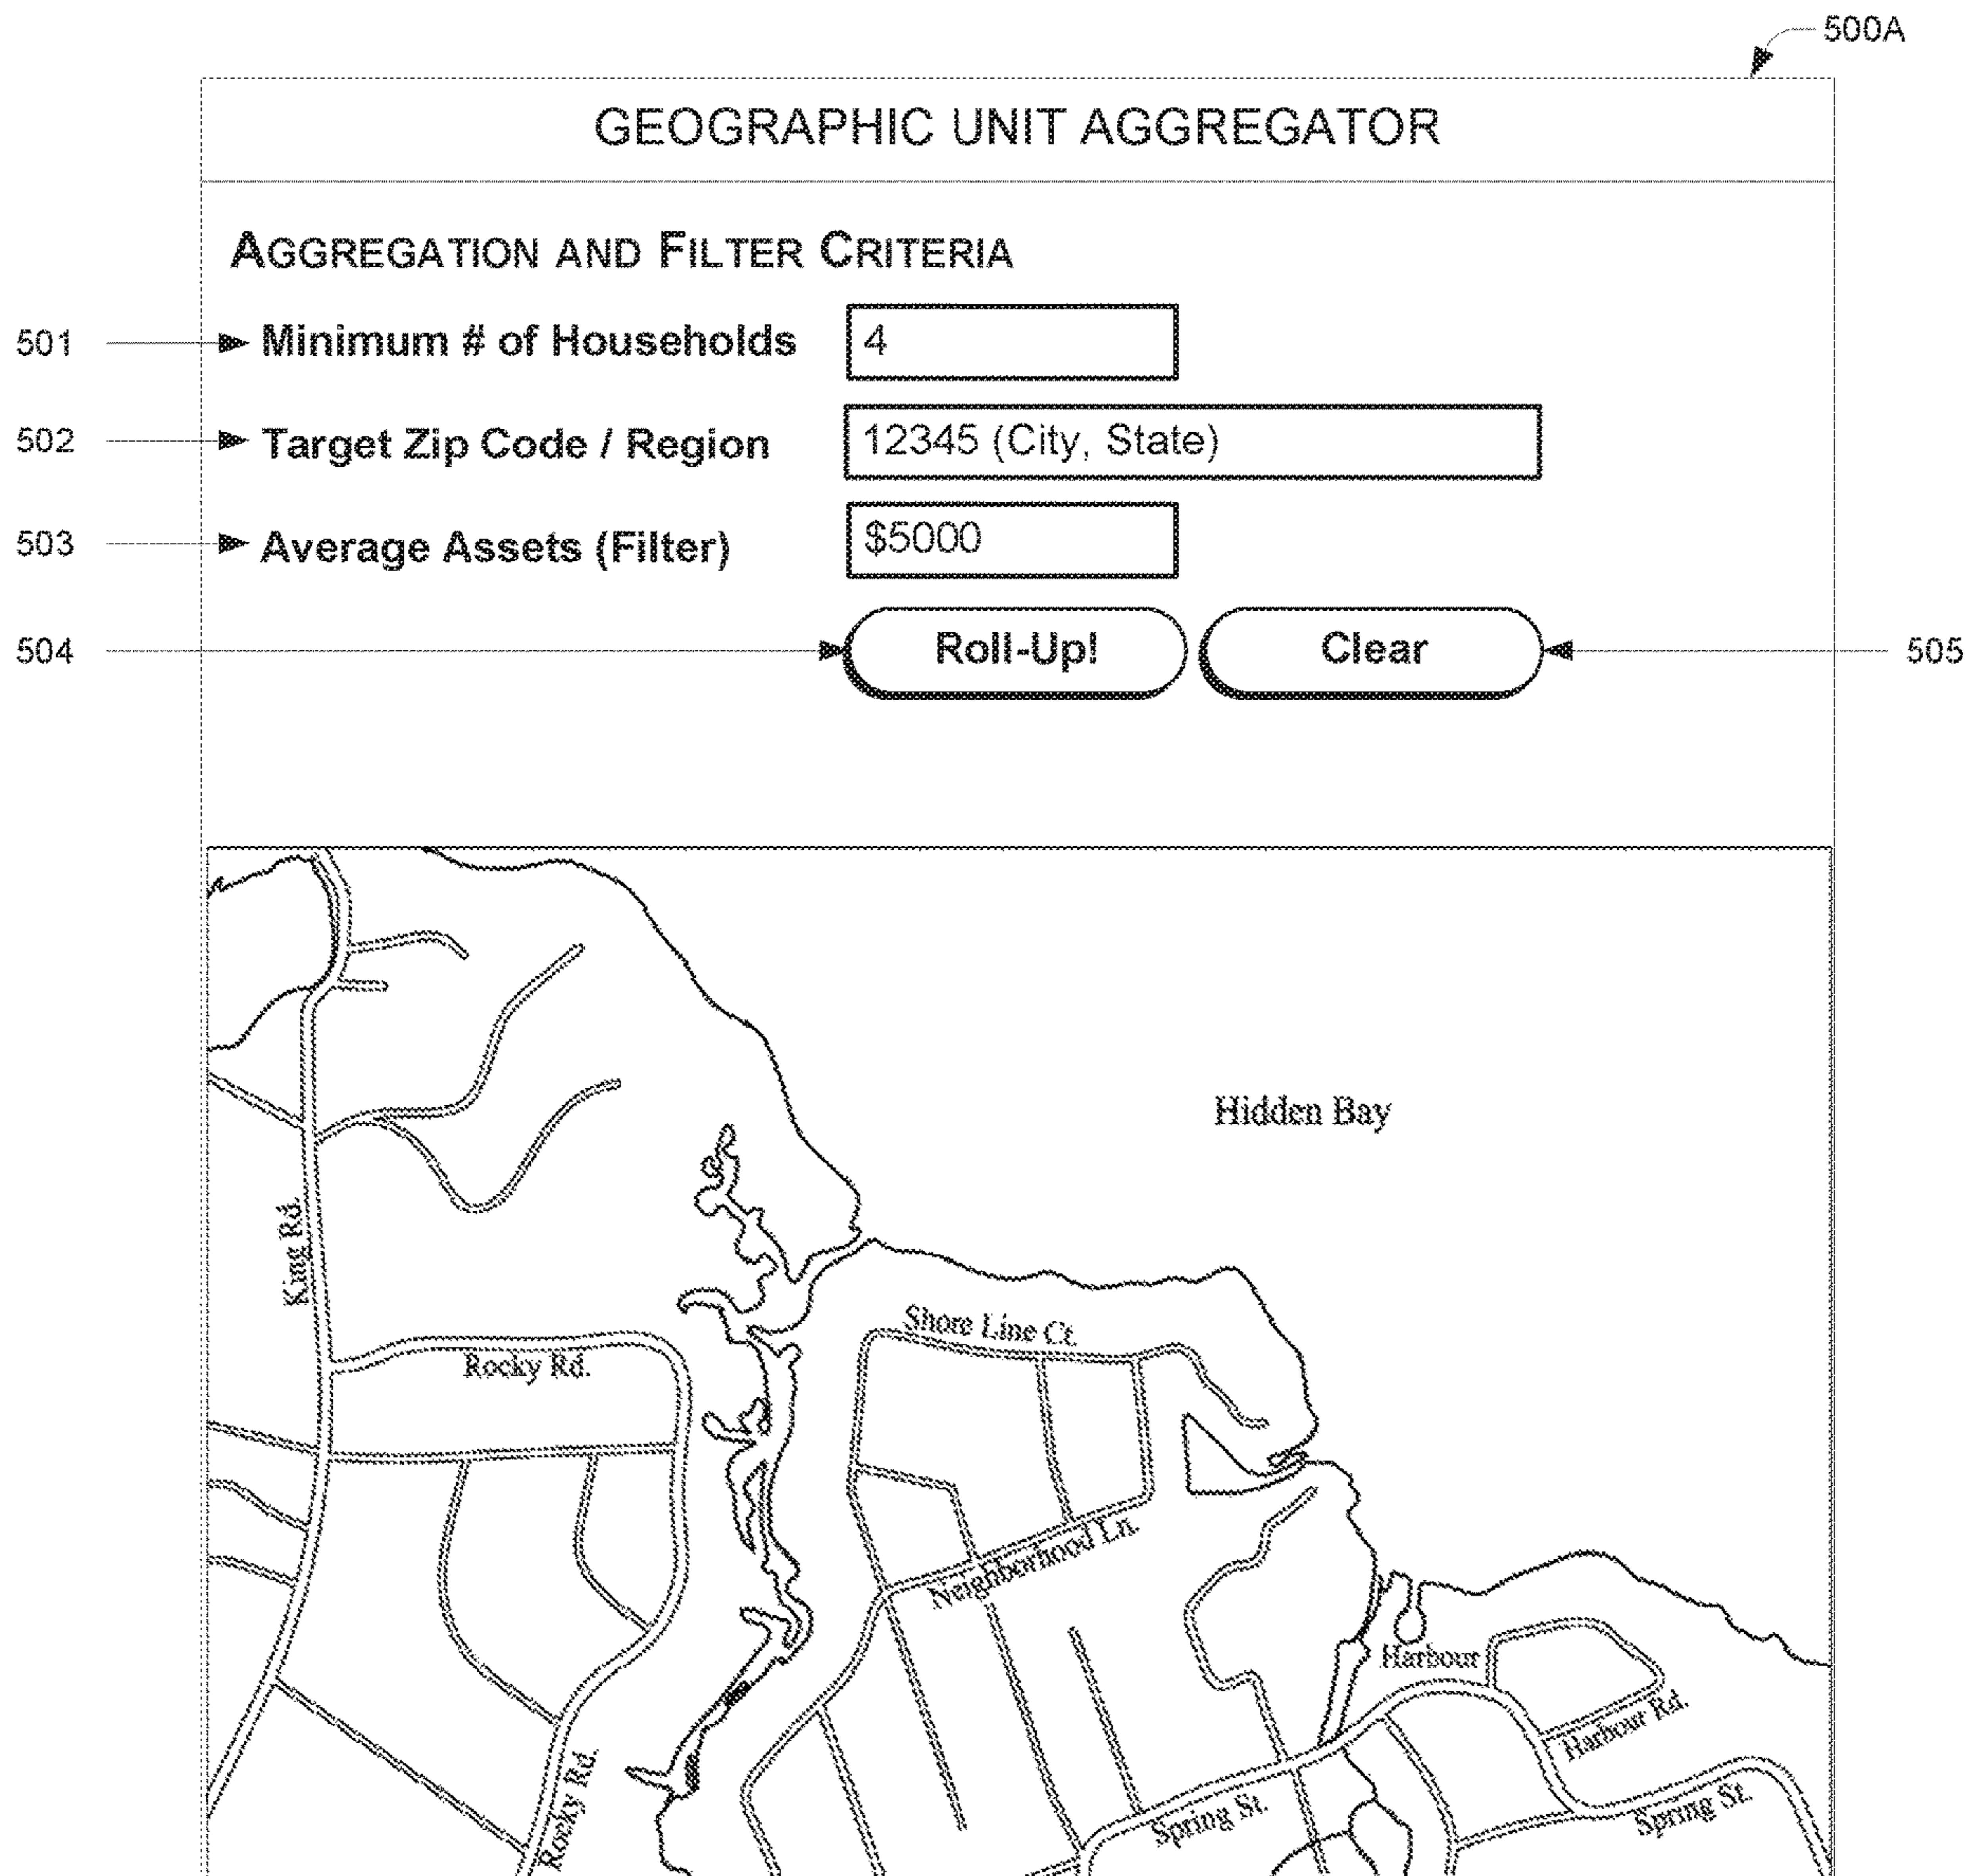 500A
GEOGRAPHIC UNIT AGGREGATOR
AGGREGATION AND FILTER CRITERIA
501 Minimum # of Households 4
502 Target Zip Code / Region 12345 (City, State)
503 Average Assets (Filter) $5000
504 Roll-Up! Clear 505
Hidden Bay
King Rd.
Shore Line Ct.
Rocky Rd.
Neighborhood Ln.
Harbour
Harbour Rd.
Rocky Rd.
Spring St.
Spring St.